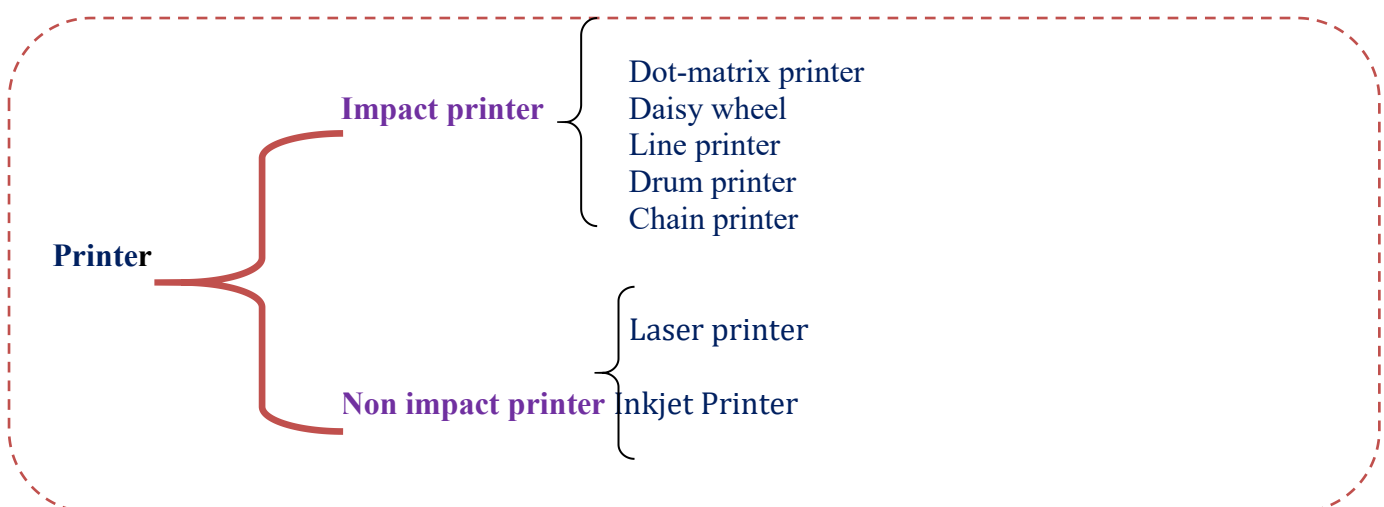 Dot-matrix printer
Impact printer Daisy wheel
Line printer
Drum printer
Chain printer
Printer
Laser printer
Non impact printer Inkjet Printer